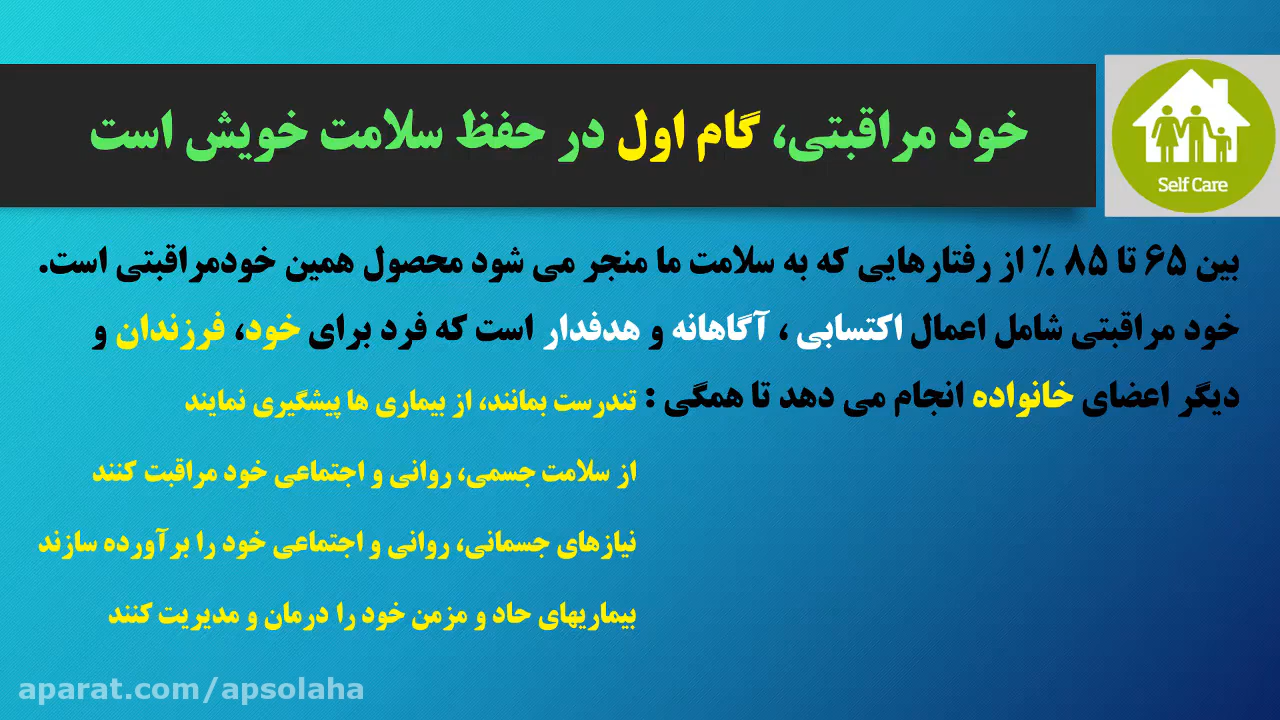 خود مراقبتی، گام اول در حفظ سلامت خویش است
Self Care
بین ۶۵ تا ۸۵ % از رفتارهایی که به سلامت ما منجر می شود محصول همین خودمراقبتی است.
خود مراقبتی شامل اعمال اکتسابی ، آگاهانه و هدفدار است که فرد برای خود، فرزندان و
دیگر اعضای خانواده انجام می دهد تا همگی : تندرست بمانند، از بیماری ها پیشگیری نمایند
از سلامت جسمی، روانی و اجتماعی خود مراقبت کنند
نیازهای جسمانی، روانی و اجتماعی خود را برآورده سازند
بیماریهای حاد و مزمن خود را درمان و مدیریت کنند
aparat.com/apsolaha